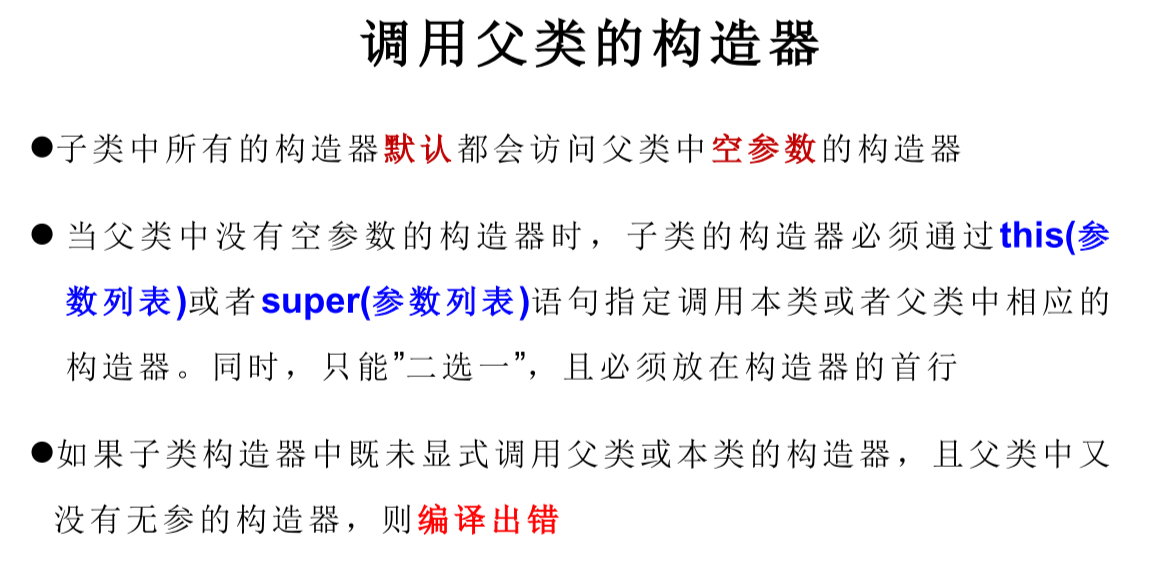 调用父类的构造器
●子类中所有的构造器默认都会访问父类中空参数的构造器
● 当父类中没有空参数的构造器时，子类的构造器必须通过this(参
数列表)或者super(参数列表)语句指定调用本类或者父类中相应的
构造器。同时，只能”二选一”，且必须放在构造器的首行
●如果子类构造器中既未显式调用父类或本类的构造器，且父类中又
没有无参的构造器，则编译出错